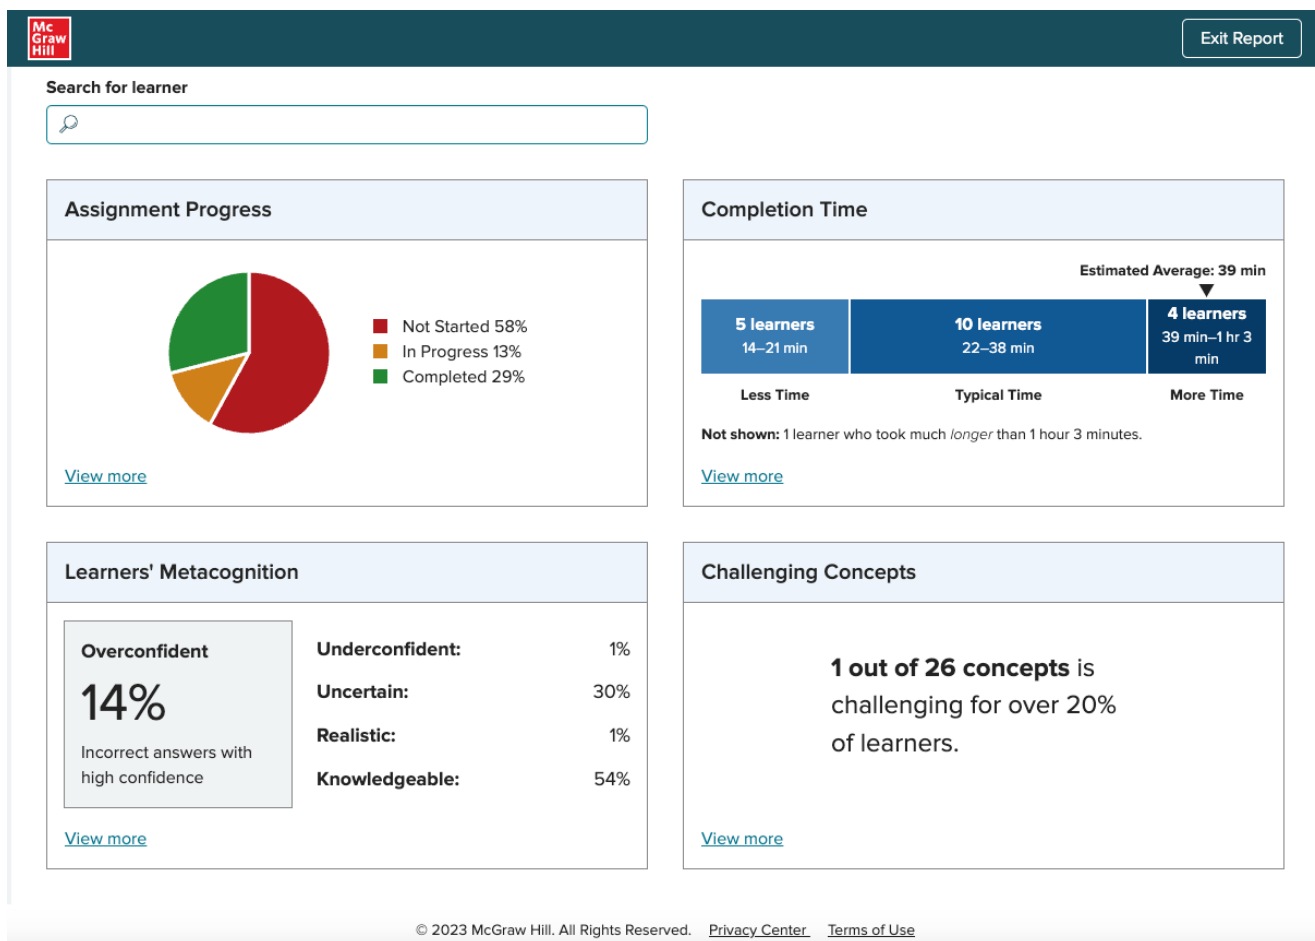 Mc
Graw
Hill
Exit Report
Search for learner
Assignment Progress
Not Started 58%
In Progress 13%
Completed 29%
View more
Completion Time
Estimated Average: 39 min
5 learners
14–21 min
10 learners
22–38 min
4 learners
39 min–1 hr 3
min
Less Time
Typical Time
More Time
Not shown: 1 learner who took much longer than 1 hour 3 minutes.
View more
Learners' Metacognition
Overconfident
14%
Incorrect answers with
high confidence
Underconfident: 1%
Uncertain: 30%
Realistic: 1%
Knowledgeable: 54%
View more
Challenging Concepts
1 out of 26 concepts is
challenging for over 20%
of learners.
View more
© 2023 McGraw Hill. All Rights Reserved. Privacy Center Terms of Use